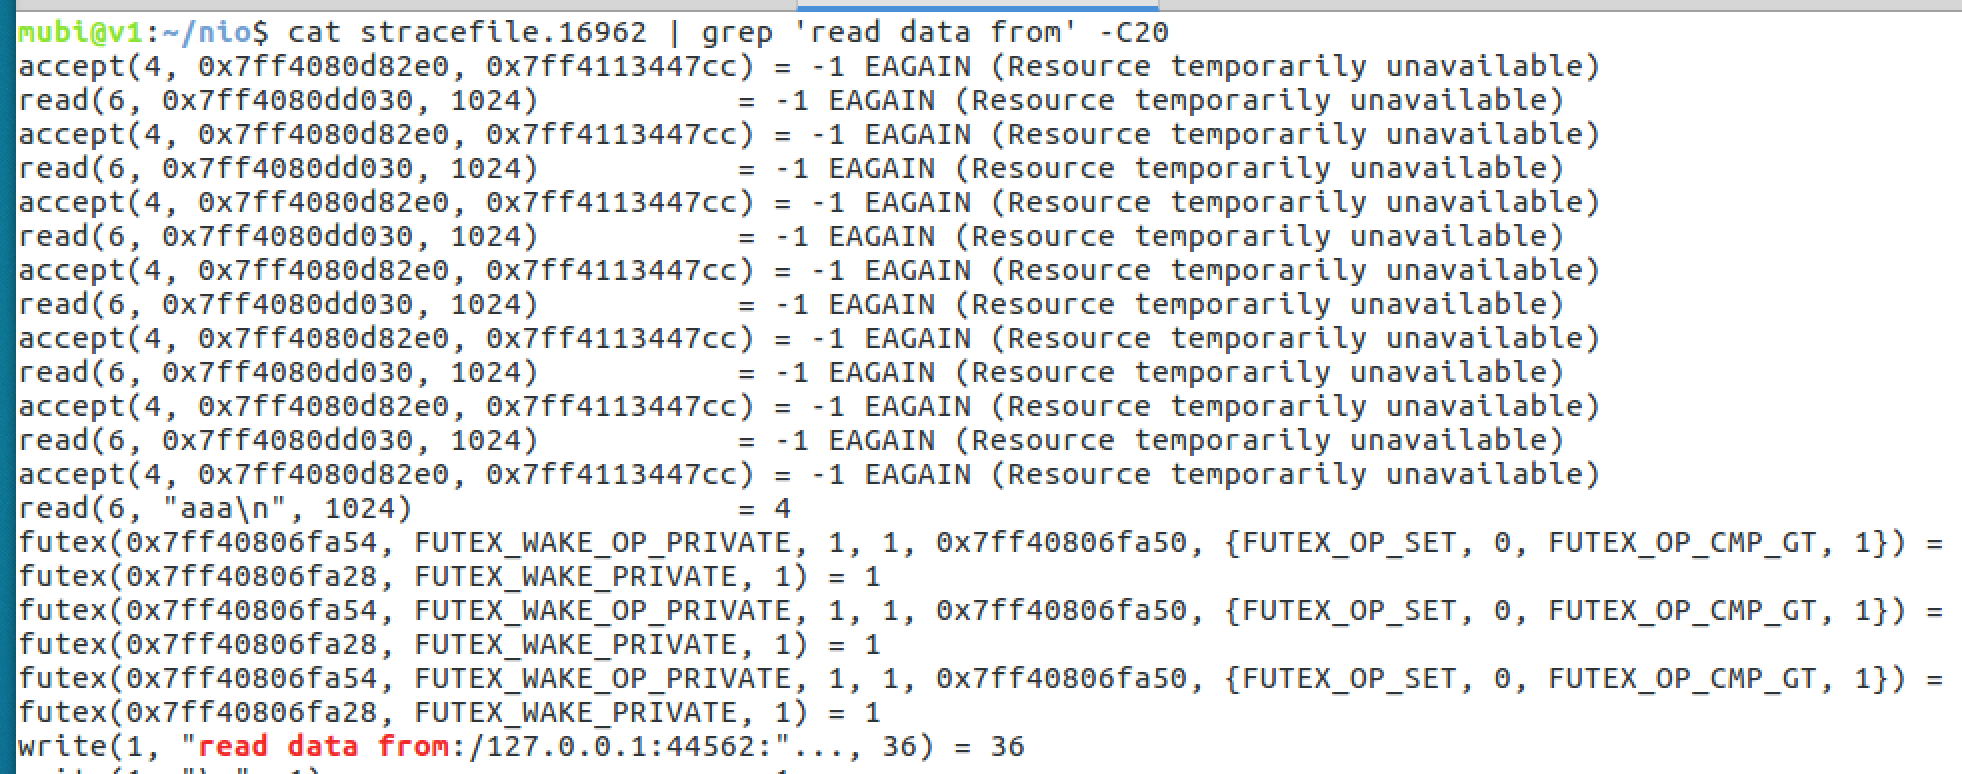 mubi@v1:~/nio$ cat stracefile.16962 | grep 'read data from' -C20
accept(4, 0x7ff4080d82e0, 0x7ff4113447cc) = -1 EAGAIN (Resource temporarily unavailable)
read(6, 0x7ff4080dd030, 1024)           = -1 EAGAIN (Resource temporarily unavailable)
accept(4, 0x7ff4080d82e0, 0x7ff4113447cc) = -1 EAGAIN (Resource temporarily unavailable)
read(6, 0x7ff4080dd030, 1024)           = -1 EAGAIN (Resource temporarily unavailable)
accept(4, 0x7ff4080d82e0, 0x7ff4113447cc) = -1 EAGAIN (Resource temporarily unavailable)
read(6, 0x7ff4080dd030, 1024)           = -1 EAGAIN (Resource temporarily unavailable)
accept(4, 0x7ff4080d82e0, 0x7ff4113447cc) = -1 EAGAIN (Resource temporarily unavailable)
read(6, 0x7ff4080dd030, 1024)           = -1 EAGAIN (Resource temporarily unavailable)
accept(4, 0x7ff4080d82e0, 0x7ff4113447cc) = -1 EAGAIN (Resource temporarily unavailable)
read(6, 0x7ff4080dd030, 1024)           = -1 EAGAIN (Resource temporarily unavailable)
accept(4, 0x7ff4080d82e0, 0x7ff4113447cc) = -1 EAGAIN (Resource temporarily unavailable)
read(6, 0x7ff4080dd030, 1024)           = -1 EAGAIN (Resource temporarily unavailable)
accept(4, 0x7ff4080d82e0, 0x7ff4113447cc) = -1 EAGAIN (Resource temporarily unavailable)
read(6, "aaa\n", 1024)                  = 4
futex(0x7ff40806fa54, FUTEX_WAKE_OP_PRIVATE, 1, 1, 0x7ff40806fa50, {FUTEX_OP_SET, 0, FUTEX_OP_CMP_GT, 1}) =
futex(0x7ff40806fa28, FUTEX_WAKE_PRIVATE, 1) = 1
futex(0x7ff40806fa54, FUTEX_WAKE_OP_PRIVATE, 1, 1, 0x7ff40806fa50, {FUTEX_OP_SET, 0, FUTEX_OP_CMP_GT, 1}) =
futex(0x7ff40806fa28, FUTEX_WAKE_PRIVATE, 1) = 1
futex(0x7ff40806fa54, FUTEX_WAKE_OP_PRIVATE, 1, 1, 0x7ff40806fa50, {FUTEX_OP_SET, 0, FUTEX_OP_CMP_GT, 1}) =
futex(0x7ff40806fa28, FUTEX_WAKE_PRIVATE, 1) = 1
write(1, "read data from:/127.0.0.1:44562:"..., 36) = 36